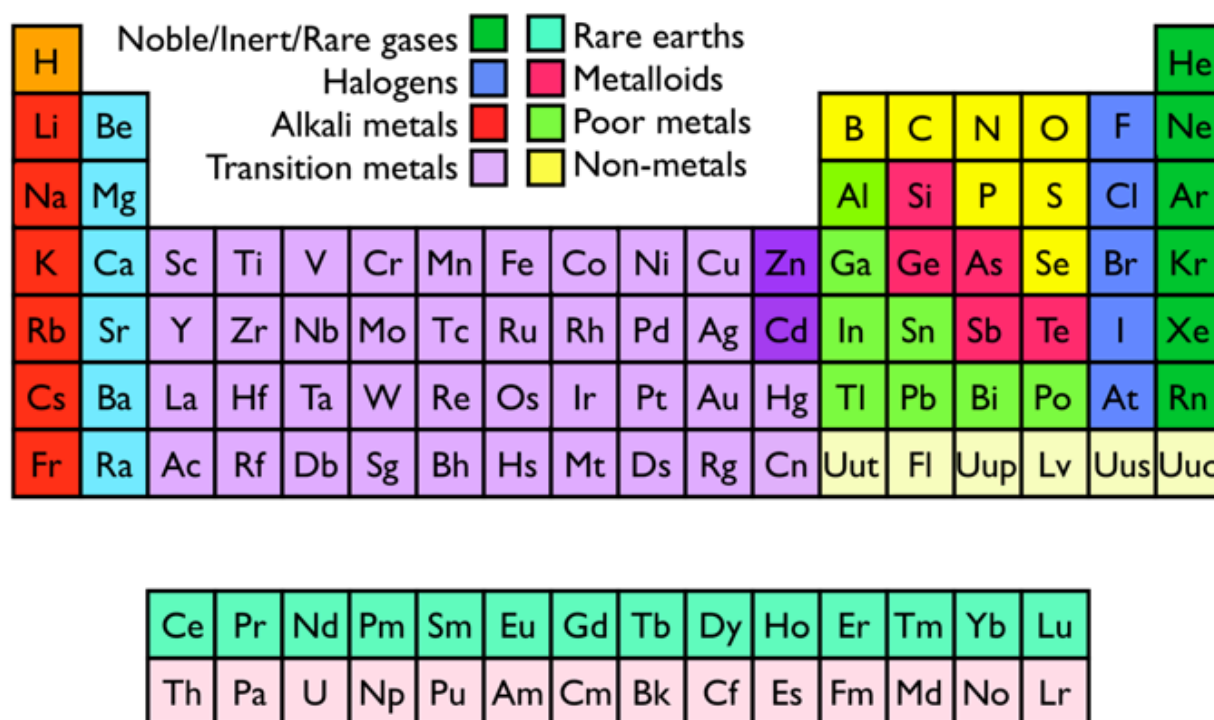 Noble/Inert/Rare gases Rare earths
H Halogens Metalloids He
Li Be Alkali metals Poor metals B C N O F Ne
Transition metals Non-metals
Na Mg Al Si P S Cl Ar
K Ca Sc Ti V Cr Mn Fe Co Ni Cu Zn Ga Ge As Se Br Kr
Rb Sr Y Zr Nb Mo Tc Ru Rh Pd Ag Cd In Sn Sb Te I Xe
Cs Ba La Hf Ta W Re Os Ir Pt Au Hg Tl Pb Bi Po At Rn
Fr Ra Ac Rf Db Sg Bh Hs Mt Ds Rg Cn Uut Fl Uup Lv Uus Uuo
Ce Pr Nd Pm Sm Eu Gd Tb Dy Ho Er Tm Yb Lu
Th Pa U Np Pu Am Cm Bk Cf Es Fm Md No Lr